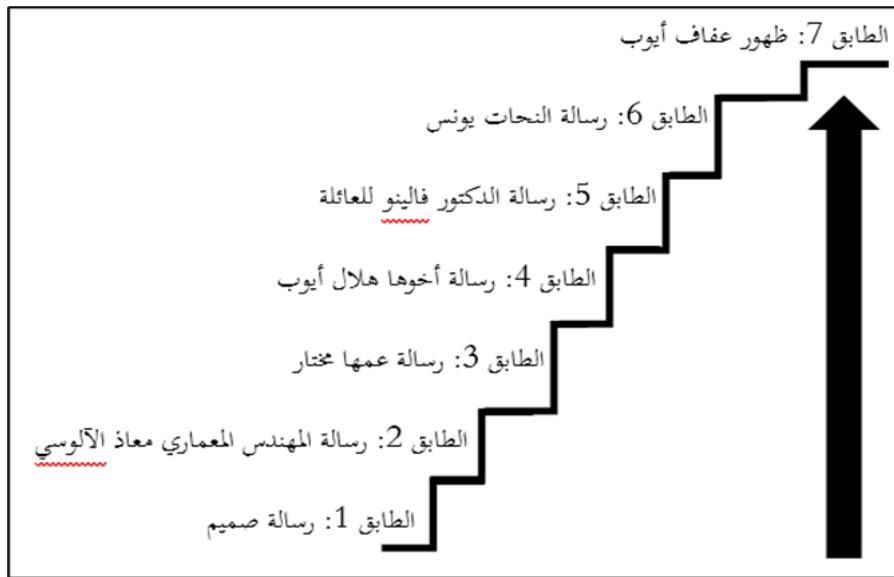 الطابق 7: ظهور عفاف أيوب
الطابق 6: رسالة النحات يونس
الطابق 5: رسالة الدكتور فالينو للعائلة
الطابق 4: رسالة أخوها هلال أيوب
الطابق 3: رسالة عمها مختار
الطابق 2: رسالة المهندس المعماري معاذ الآلوسي
الطابق 1: رسالة صميم